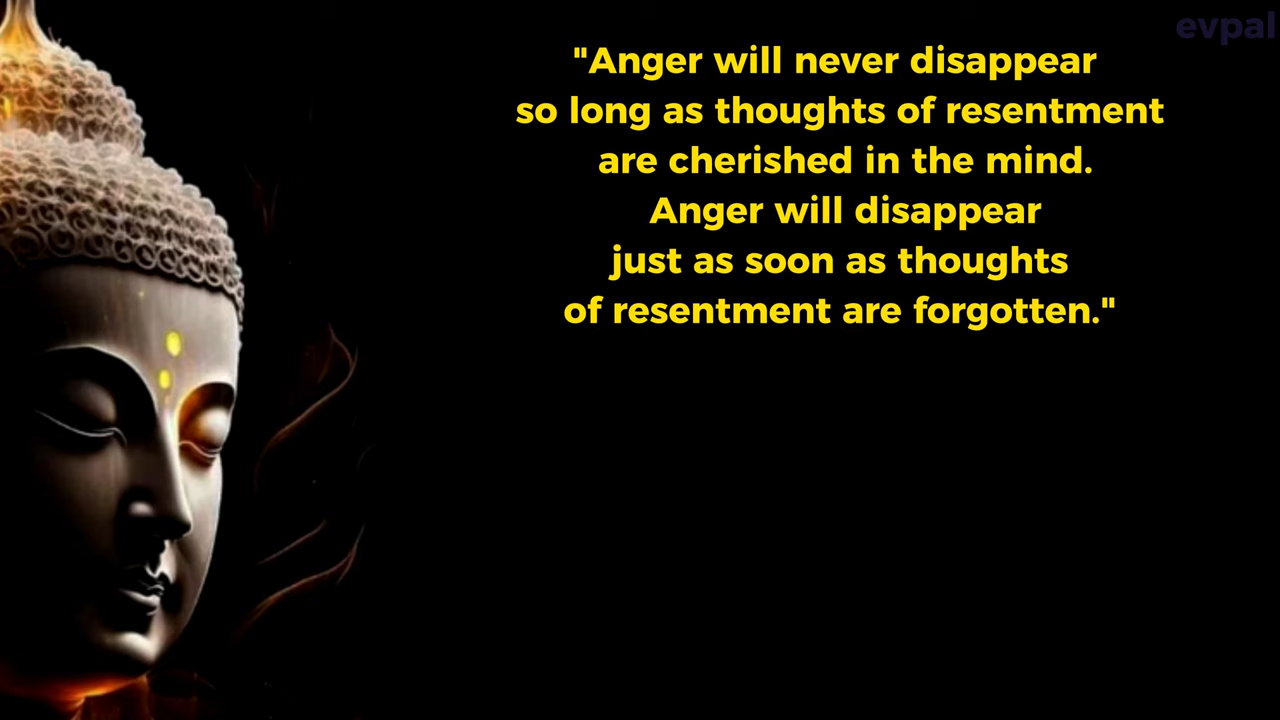 evpal
"Anger will never disappear
so long as thoughts of resentment
are cherished in the mind.
Anger will disappear
just as soon as thoughts
of resentment are forgotten."